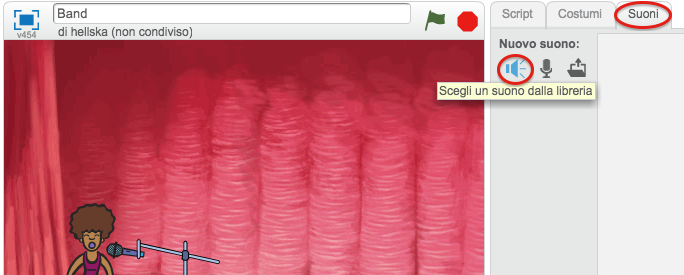 Band
v454
di hellska (non condiviso)
Script
Costumi
Suoni
Nuovo suono:
Scegli un suono dalla libreria